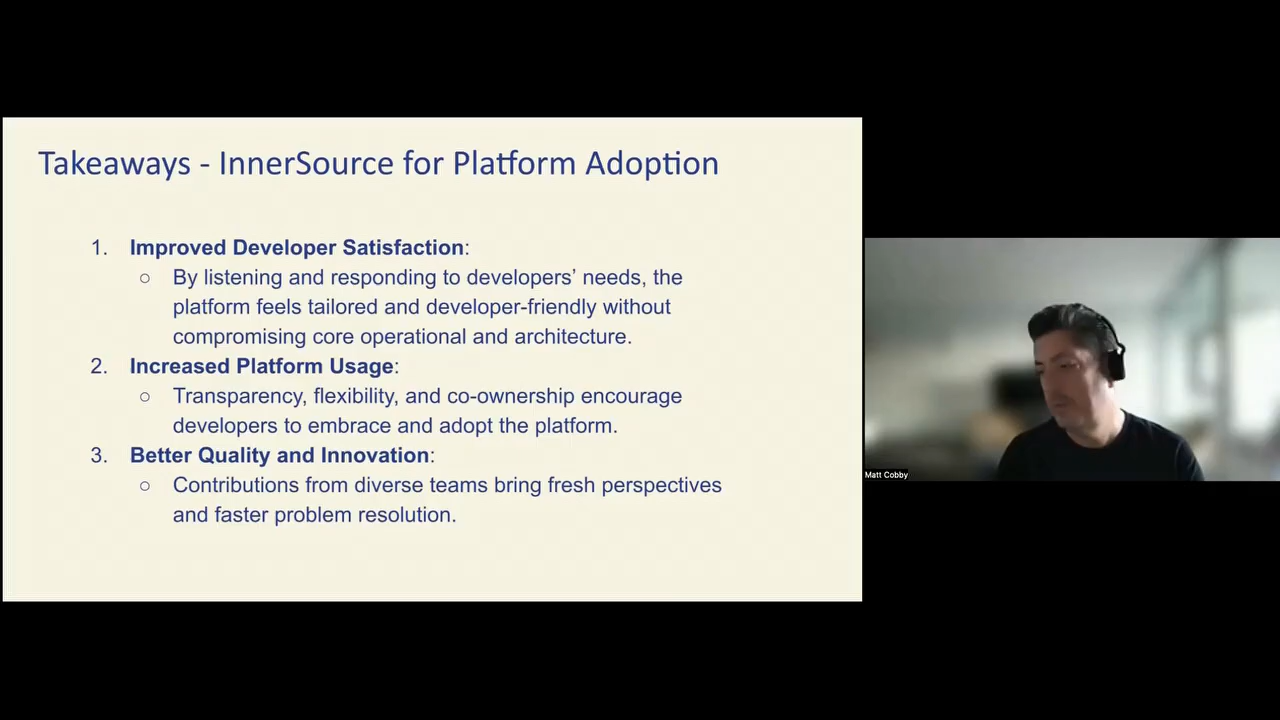 Takeaways - InnerSource for Platform Adoption
1. Improved Developer Satisfaction:
○ By listening and responding to developers’ needs, the
platform feels tailored and developer-friendly without
compromising core operational and architecture.
2. Increased Platform Usage:
○ Transparency, flexibility, and co-ownership encourage
developers to embrace and adopt the platform.
3. Better Quality and Innovation:
○ Contributions from diverse teams bring fresh perspectives
and faster problem resolution.
Matt Cobby